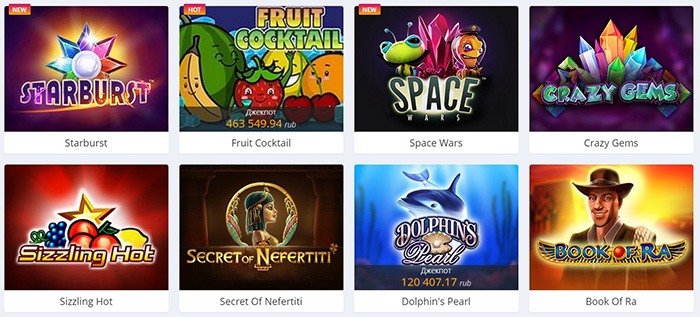 NEW
STARBURST™
Starburst
HOT
FRUIT
COCKTAIL
Джекпот
463 549.94 rub
Fruit Cocktail
NEW
SPACE
WARS
Space Wars
CRAZY GEMS
Crazy Gems
Sizzling Hot
Sizzling Hot
SECRET OF NEFERTITI
Secret Of Nefertiti
DOLPHIN'S
Pearl
Джекпот
120 407.17 rub
Dolphin's Pearl
BOOK OF RA
Book Of Ra